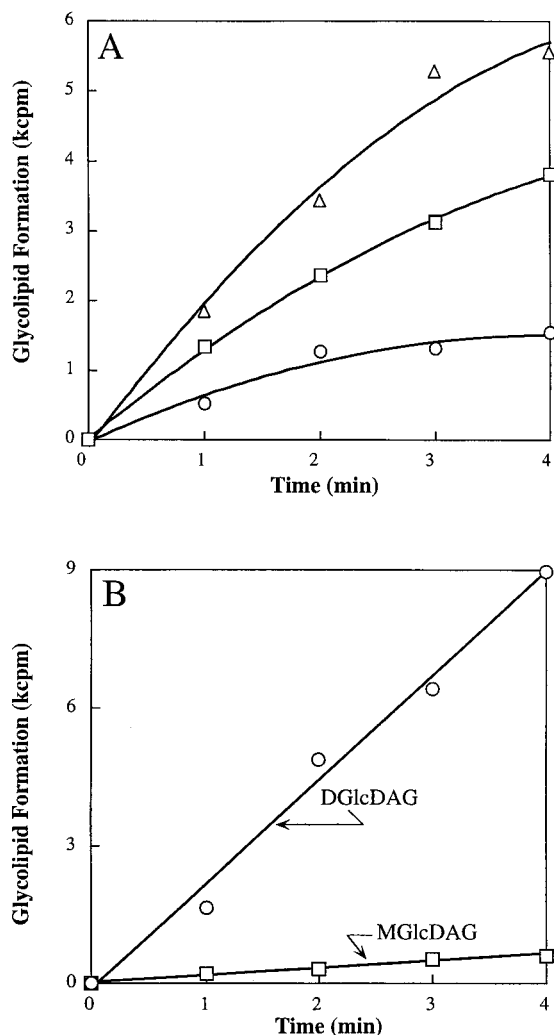 A
Glycolipid Formation (kcpm)
6
5
4
3
2
1
0
0 1 2 3 4
Time (min)
B
Glycolipid Formation (kcpm)
9
6
3
0
DGlcDAG
MGlcDAG
0 1 2 3 4
Time (min)